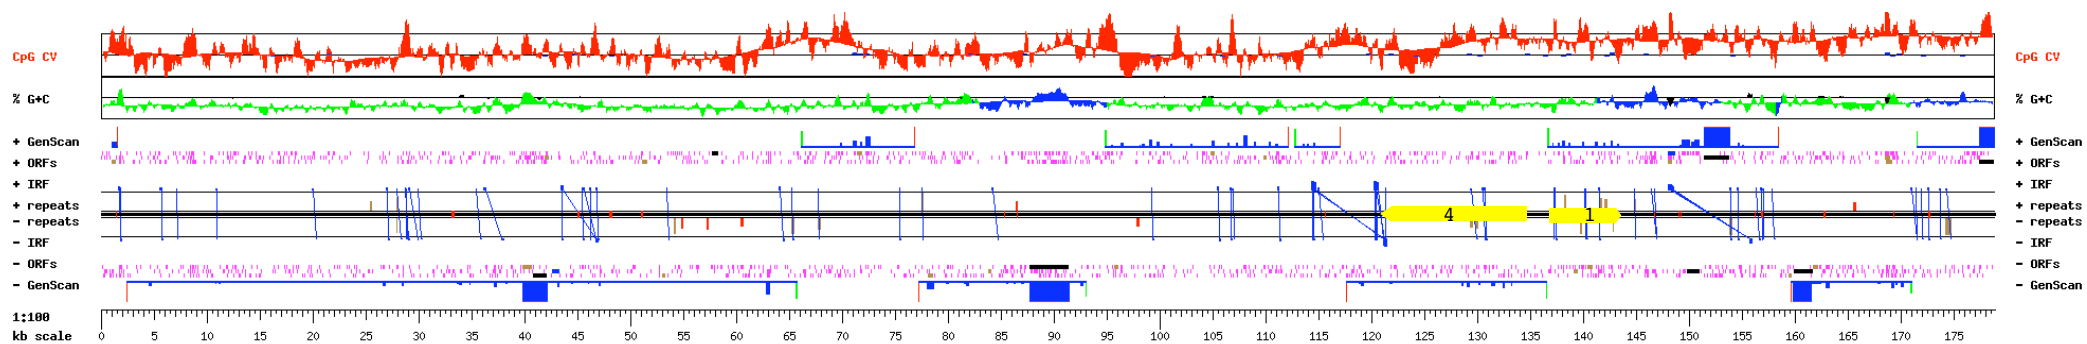 CpG CV CpG CV
% G+C % G+C
+ GenScan + GenScan
+ ORFs + ORFs
+ IRF + IRF
+ repeats 4 1 + repeats
- repeats - repeats
- IRF - IRF
- ORFs - ORFs
- GenScan - GenScan
1:100
kb scale 0 5 10 15 20 25 30 35 40 45 50 55 60 65 70 75 80 85 90 95 100 105 110 115 120 125 130 135 140 145 150 155 160 165 170 175